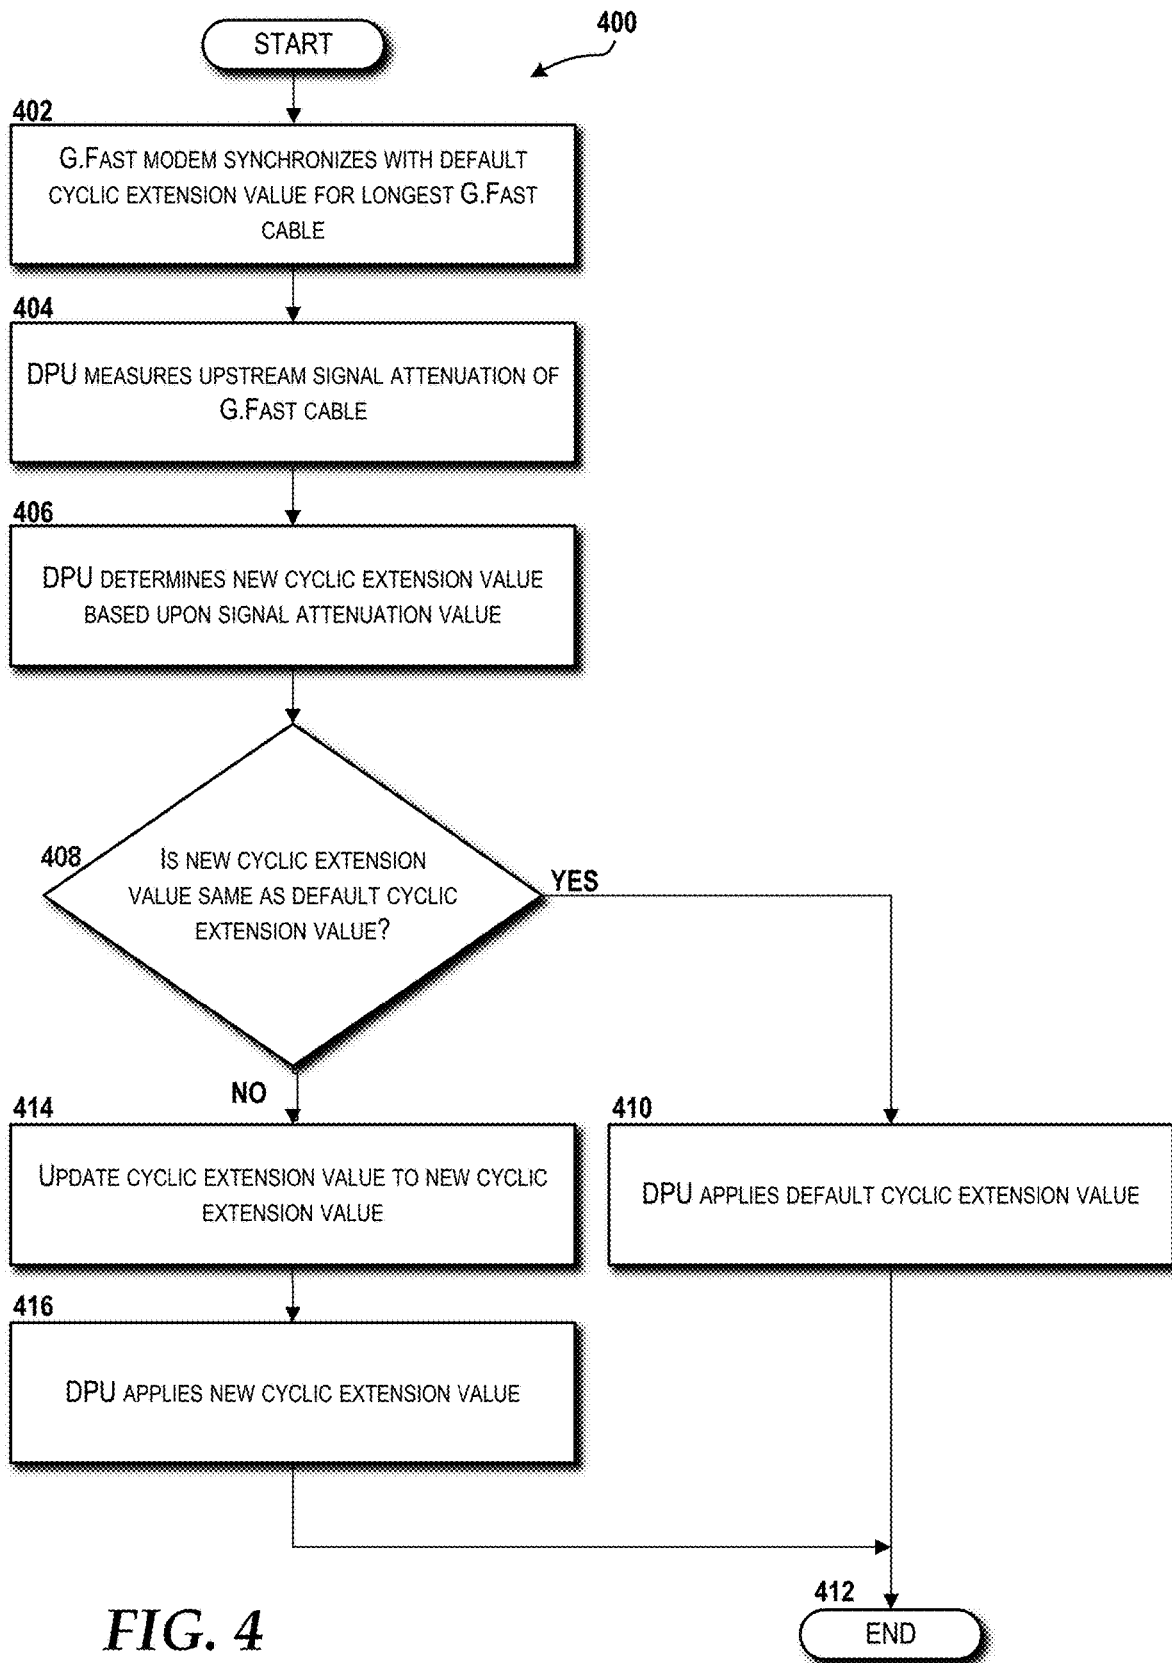 START
400
402
G.FAST MODEM SYNCHRONIZES WITH DEFAULT
CYCLIC EXTENSION VALUE FOR LONGEST G.FAST
CABLE
404
DPU MEASURES UPSTREAM SIGNAL ATTENUATION OF
G.FAST CABLE
406
DPU DETERMINES NEW CYCLIC EXTENSION VALUE
BASED UPON SIGNAL ATTENUATION VALUE
408
IS NEW CYCLIC EXTENSION
VALUE SAME AS DEFAULT CYCLIC
EXTENSION VALUE?
YES
NO
414
UPDATE CYCLIC EXTENSION VALUE TO NEW CYCLIC
EXTENSION VALUE
410
DPU APPLIES DEFAULT CYCLIC EXTENSION VALUE
416
DPU APPLIES NEW CYCLIC EXTENSION VALUE
412
END
FIG. 4